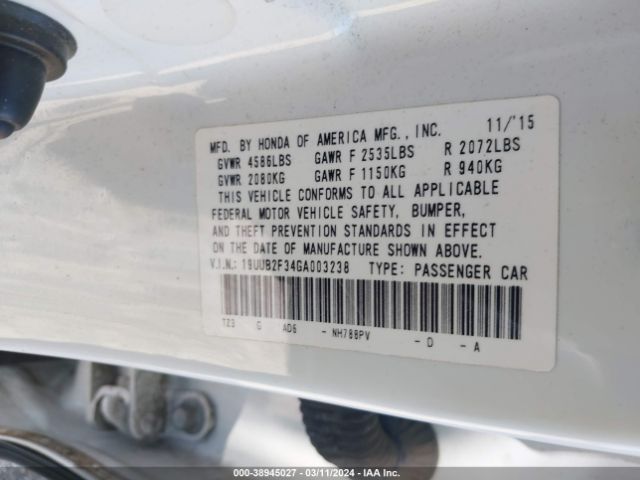 MFD. BY HONDA OF AMERICA MFG., INC. 11/'15
GVWR 4586LBS GAWR F 2535LBS R 2072LBS
GVWR 2080KG GAWR F 1150KG R 940KG
THIS VEHICLE CONFORMS TO ALL APPLICABLE
FEDERAL MOTOR VEHICLE SAFETY, BUMPER,
AND THEFT PREVENTION STANDARDS IN EFFECT
ON THE DATE OF MANUFACTURE SHOWN ABOVE.
V.I.N.: 19UUB2F34GA003238 TYPE: PASSENGER CAR
TZ3 G AD6 - NH788PV - D - A
000-38945027 - 03/11/2024 - IAA Inc.